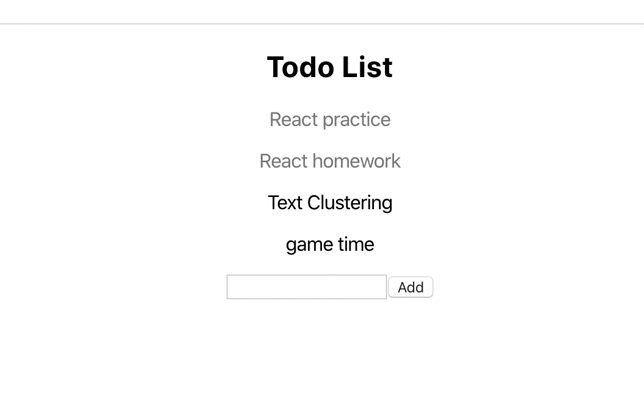 Todo List
React practice
React homework
Text Clustering
game time
Add